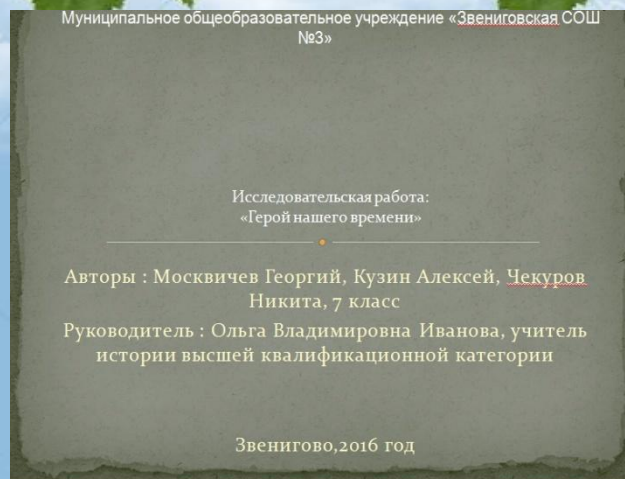 Муниципальное общеобразовательное учреждение «Звениговская СОШ
№3»
Исследовательская работа:
«Герой нашего времени»
Авторы : Москвичев Георгий, Кузин Алексей, Чекуров
Никита, 7 класс
Руководитель : Ольга Владимировна Иванова, учитель
истории высшей квалификационной категории
Звенигово,2016 год